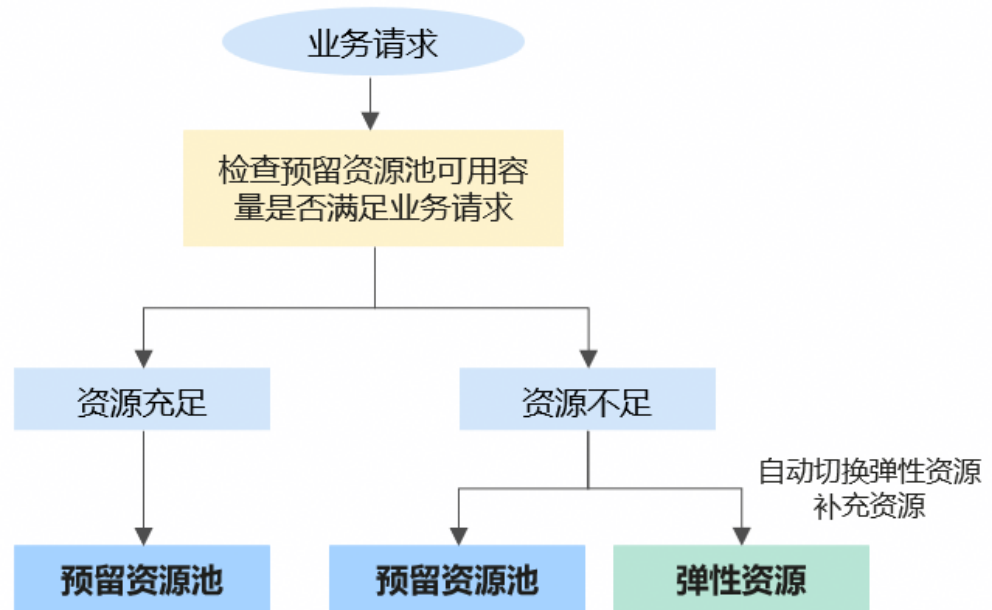 业务请求
检查预留资源池可用容
量是否满足业务请求
资源充足
资源不足
自动切换弹性资源
补充资源
预留资源池
预留资源池
弹性资源